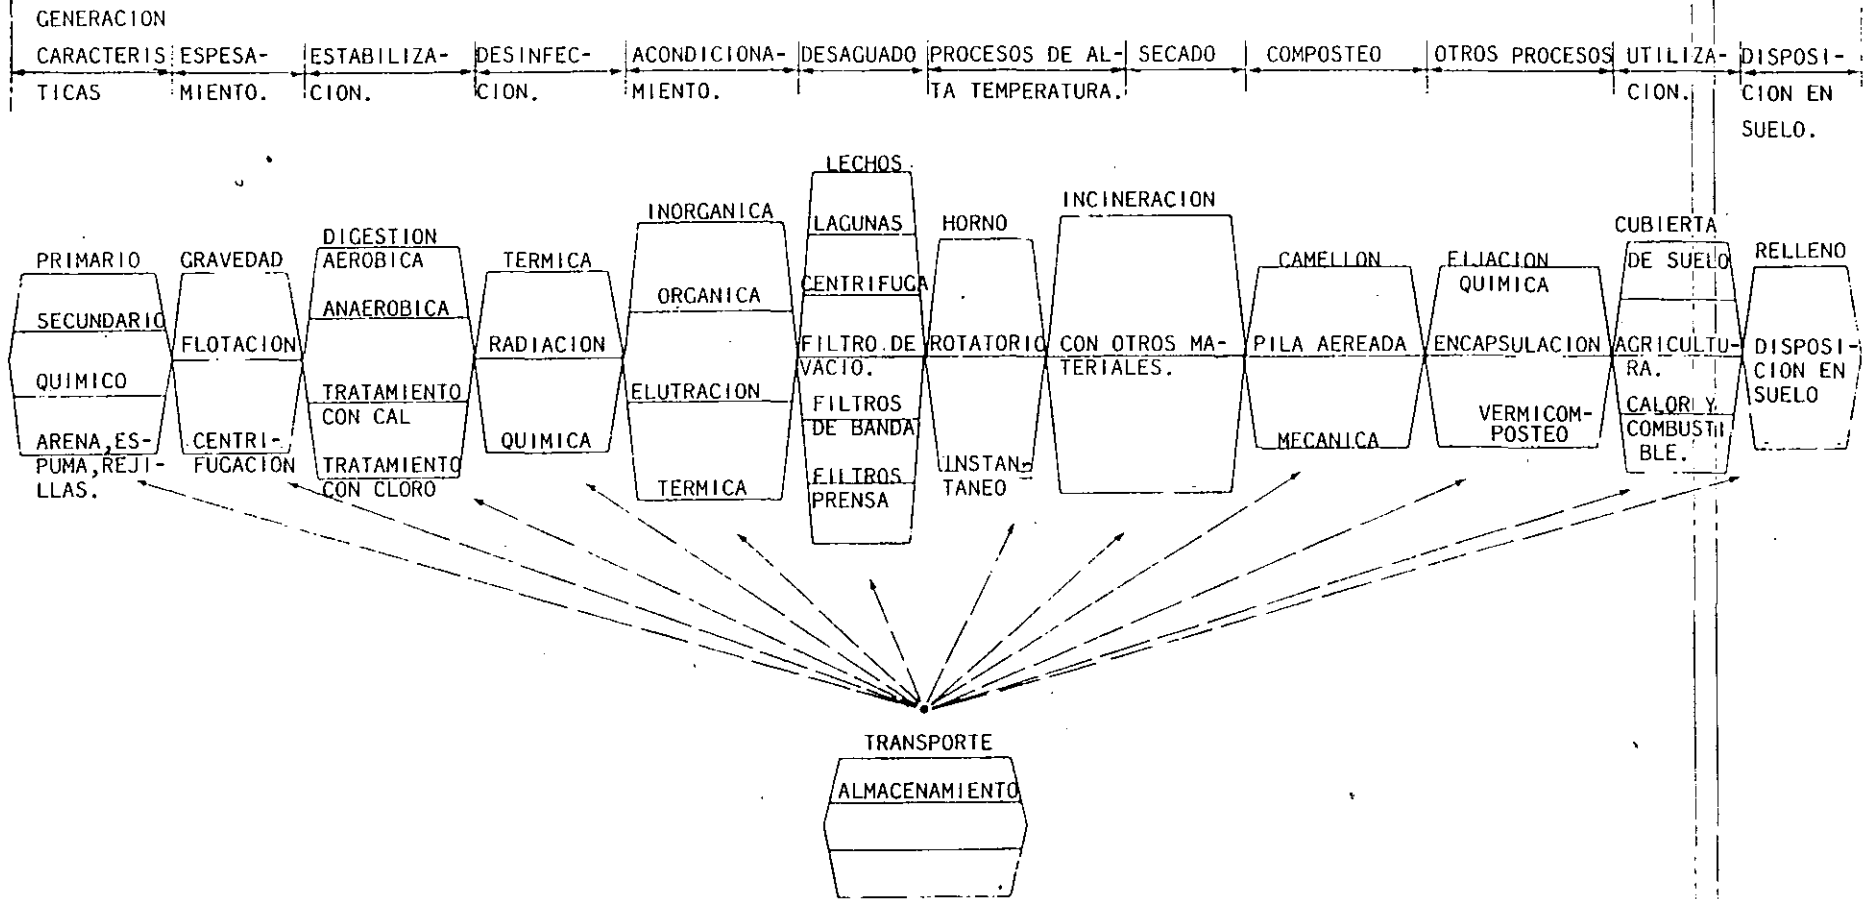 GENERACION
CARACTERIS
TICAS
ESPESA-
MIENTO.
ESTABILIZA-
CION.
DESINFEC-
CION.
ACONDICIONA-
MIENTO.
DESAGUADO
PROCESOS DE AL-
TA TEMPERATURA.
SECADO
COMPOSTEO
OTROS PROCESOS
UTILIZA-
CION.
DISPOSI-
CION EN
SUELO.
PRIMARIO
SECUNDARIO
QUIMICO
ARENA,ES-
PUMA,REJI-
LLAS.
GRAVEDAD
FLOTACION
CENTRI-
FUGACION
DIGESTION
AEROBICA
ANAEROBICA
TRATAMIENTO
CON CAL
TRATAMIENTO
CON CLORO
TERMICA
RADIACION
QUIMICA
INORGANICA
ORGANICA
ELUTRACION
TERMICA
LECHOS
LAGUNAS
CENTRIFUGA
FILTRO DE
VACIO.
FILTROS
DE BANDA
FILTROS
PRENSA
HORNO
ROTATORIO
INSTAN-
TANEO
INCINERACION
CON OTROS MA-
TERIALES.
CAMELLON
PILA AEREADA
MECANICA
FIJACION
QUIMICA
ENCAPSULACION
VERMICOM-
POSTEO
CUBIERTA
DE SUELO
AGRICULTU-
RA.
CALOR Y
COMBUSTI
BLE.
RELLENO
DISPOSI-
CION EN
SUELO
TRANSPORTE
ALMACENAMIENTO